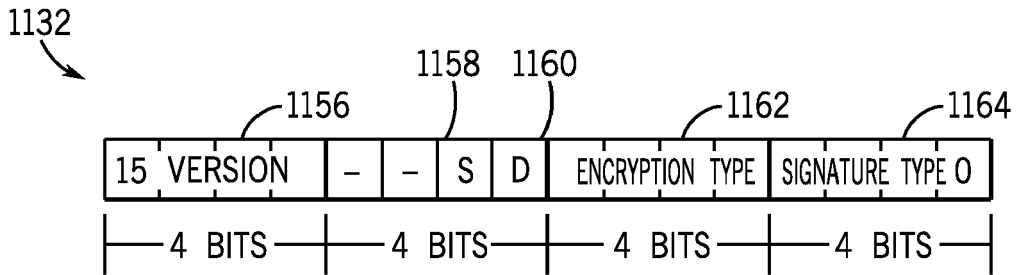 1132
1158 1160
1156 1162 1164
15 VERSION - - S D ENCRYPTION TYPE SIGNATURE TYPE 0
4 BITS 4 BITS 4 BITS 4 BITS